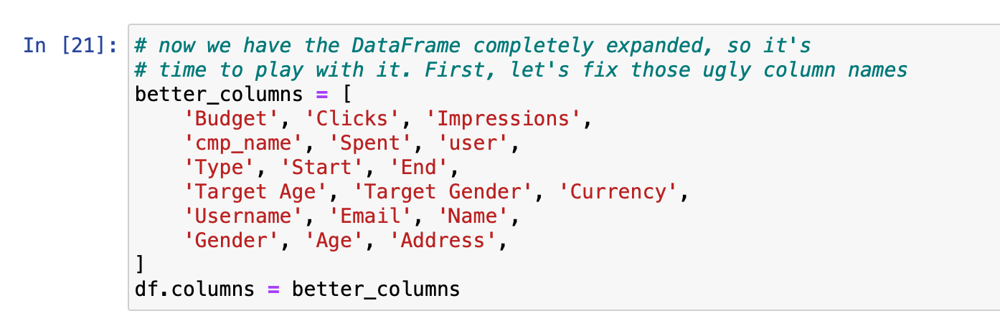 In [21]: # now we have the DataFrame completely expanded, so it's
# time to play with it. First, let's fix those ugly column names
better_columns = [
    'Budget', 'Clicks', 'Impressions',
    'cmp_name', 'Spent', 'user',
    'Type', 'Start', 'End',
    'Target Age', 'Target Gender', 'Currency',
    'Username', 'Email', 'Name',
    'Gender', 'Age', 'Address',
]
df.columns = better_columns